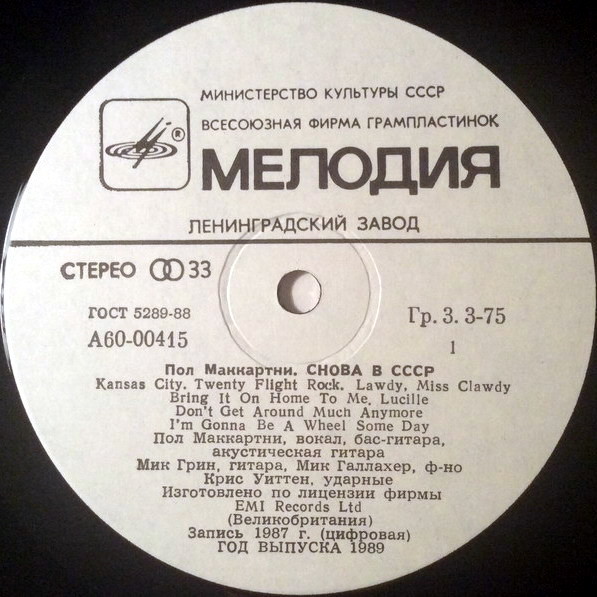 МИНИСТЕРСТВО КУЛЬТУРЫ СССР
ВСЕСОЮЗНАЯ ФИРМА ГРАМПЛАСТИНОК
®
МЕЛОДИЯ
ЛЕНИНГРАДСКИЙ ЗАВОД
СТЕРЕО 33
ГОСТ 5289-88
Гр. 3. 3-75
А60-00415
1
Пол Маккартни. СНОВА В СССР
Kansas City. Twenty Flight Rock. Lawdy, Miss Clawdy
Bring It On Home To Me, Lucille
Don't Get Around Much Anymore
I'm Gonna Be A Wheel Some Day
Пол Маккартни, вокал, бас-гитара,
акустическая гитара
Мик Грин, гитара, Мик Галлахер, ф-но
Крис Уиттен, ударные
Изготовлено по лицензии фирмы
EMI Records Ltd
(Великобритания)
Запись 1987 г. (цифровая)
ГОД ВЫПУСКА 1989